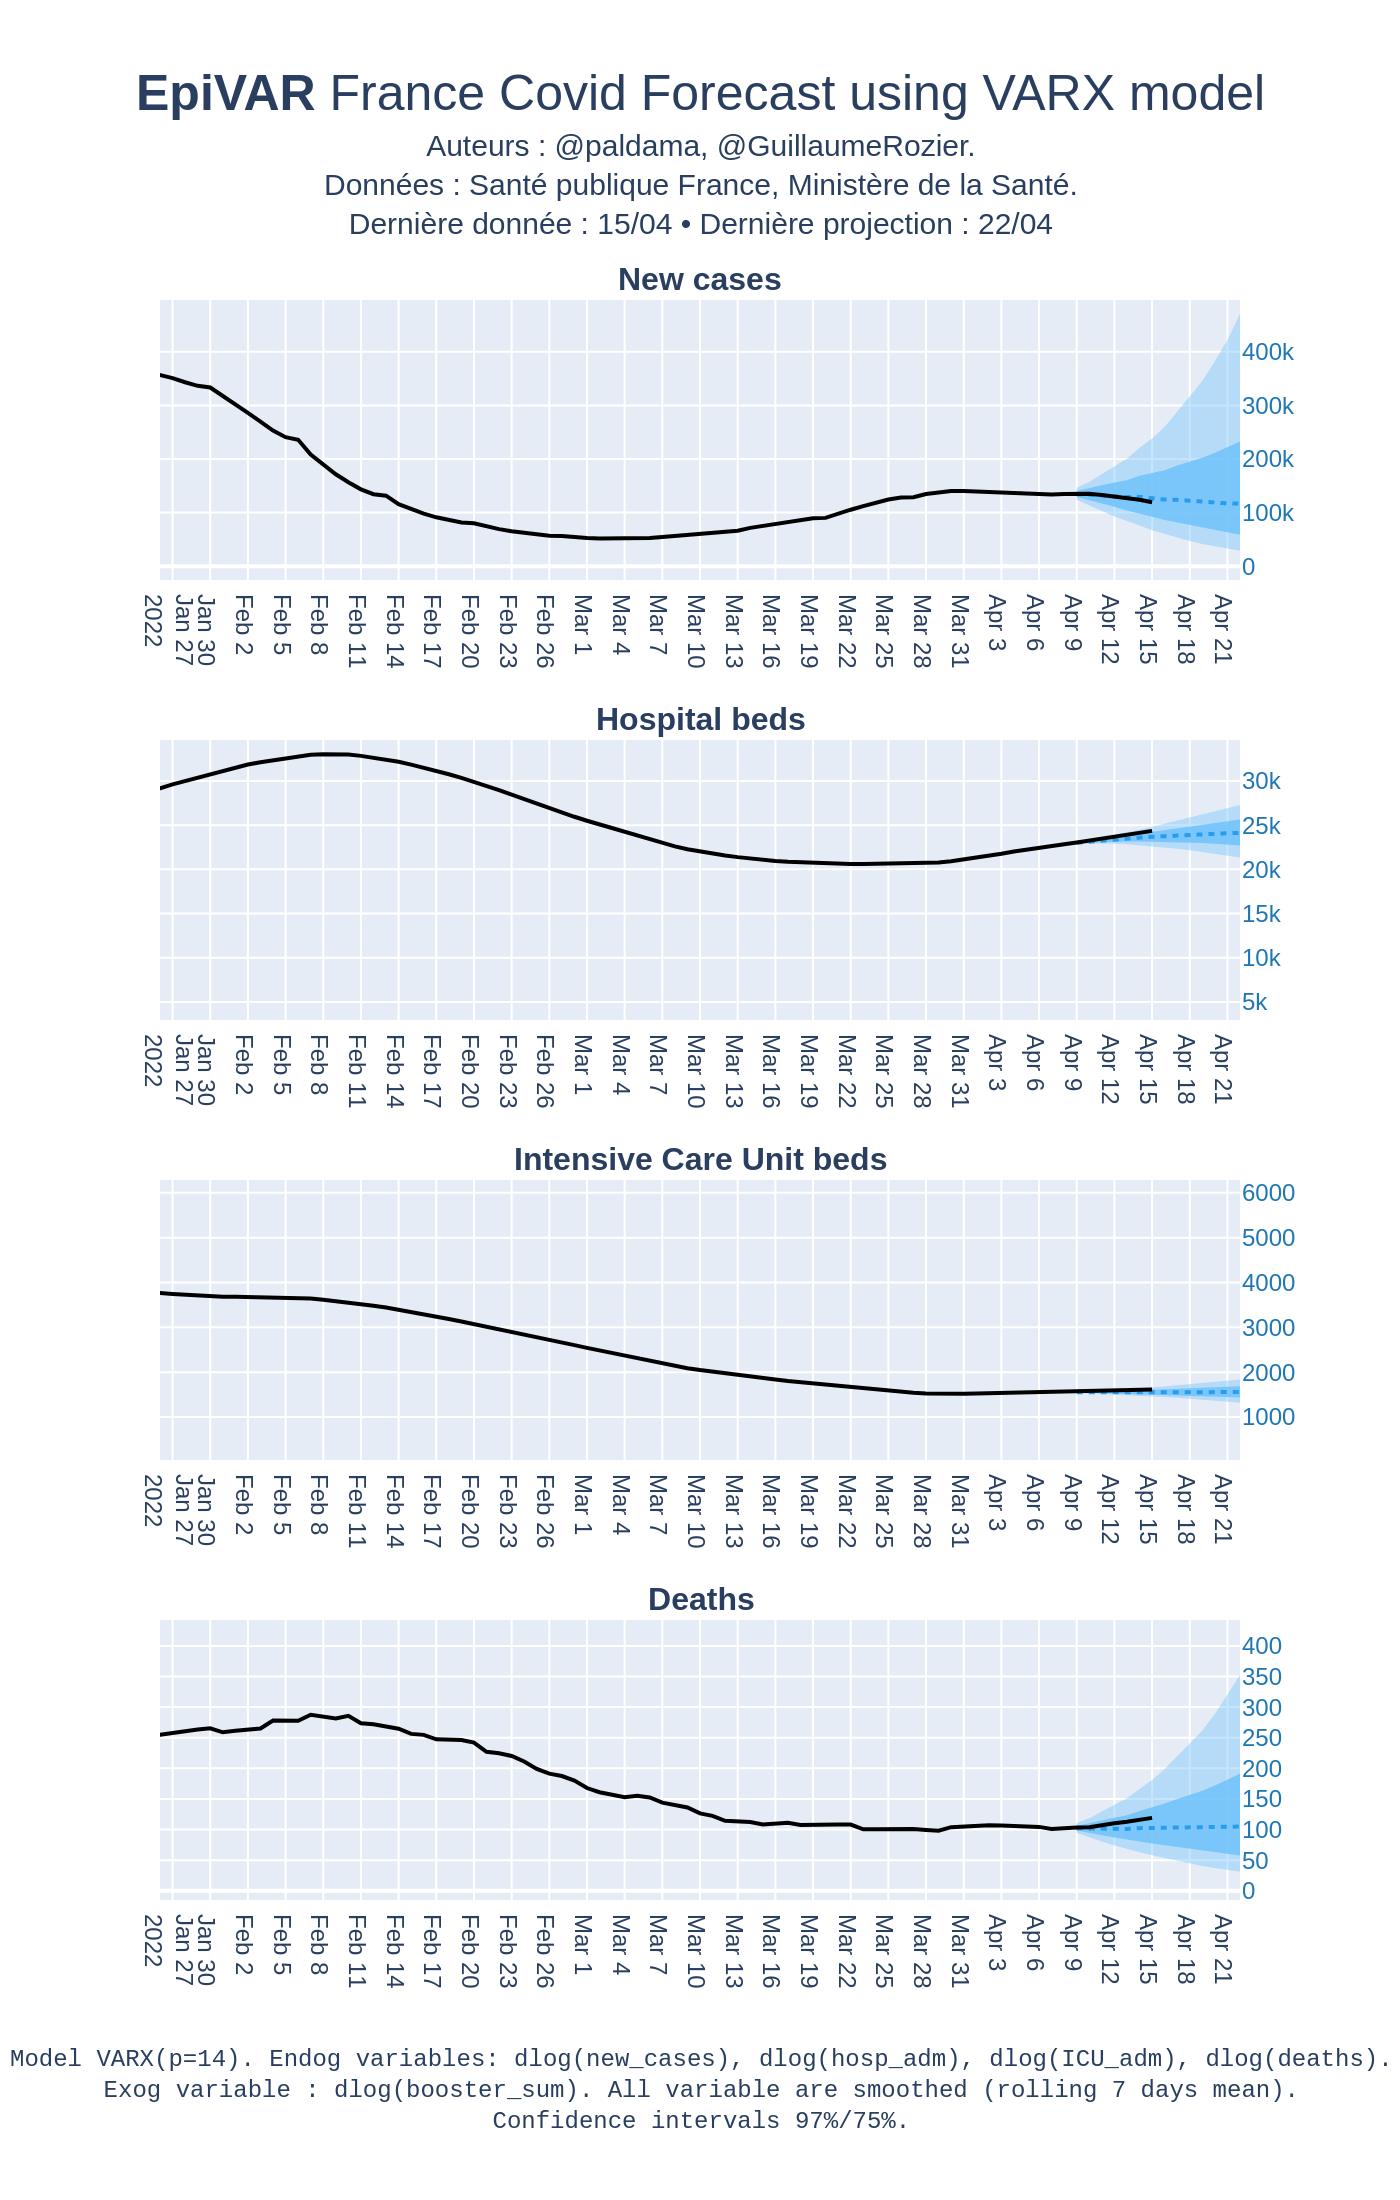 EpiVAR France Covid Forecast using VARX model
Auteurs : @paldama, @GuillaumeRozier.
Données : Santé publique France, Ministère de la Santé.
Dernière donnée : 15/04 • Dernière projection : 22/04
New cases
400k
300k
200k
100k
0
Jan 27
2022
Jan 30
Feb 2
Feb 5
Feb 8
Feb 11
Feb 14
Feb 17
Feb 20
Feb 23
Feb 26
Mar 1
Mar 4
Mar 7
Mar 10
Mar 13
Mar 16
Mar 19
Mar 22
Mar 25
Mar 28
Mar 31
Apr 3
Apr 6
Apr 9
Apr 12
Apr 15
Apr 18
Apr 21
Hospital beds
30k
25k
20k
15k
10k
5k
Jan 27
2022
Jan 30
Feb 2
Feb 5
Feb 8
Feb 11
Feb 14
Feb 17
Feb 20
Feb 23
Feb 26
Mar 1
Mar 4
Mar 7
Mar 10
Mar 13
Mar 16
Mar 19
Mar 22
Mar 25
Mar 28
Mar 31
Apr 3
Apr 6
Apr 9
Apr 12
Apr 15
Apr 18
Apr 21
Intensive Care Unit beds
6000
5000
4000
3000
2000
1000
Jan 27
2022
Jan 30
Feb 2
Feb 5
Feb 8
Feb 11
Feb 14
Feb 17
Feb 20
Feb 23
Feb 26
Mar 1
Mar 4
Mar 7
Mar 10
Mar 13
Mar 16
Mar 19
Mar 22
Mar 25
Mar 28
Mar 31
Apr 3
Apr 6
Apr 9
Apr 12
Apr 15
Apr 18
Apr 21
Deaths
400
350
300
250
200
150
100
50
0
Jan 27
2022
Jan 30
Feb 2
Feb 5
Feb 8
Feb 11
Feb 14
Feb 17
Feb 20
Feb 23
Feb 26
Mar 1
Mar 4
Mar 7
Mar 10
Mar 13
Mar 16
Mar 19
Mar 22
Mar 25
Mar 28
Mar 31
Apr 3
Apr 6
Apr 9
Apr 12
Apr 15
Apr 18
Apr 21
Model VARX(p=14). Endog variables: dlog(new_cases), dlog(hosp_adm), dlog(ICU_adm), dlog(deaths).
Exog variable : dlog(booster_sum). All variable are smoothed (rolling 7 days mean).
Confidence intervals 97%/75%.